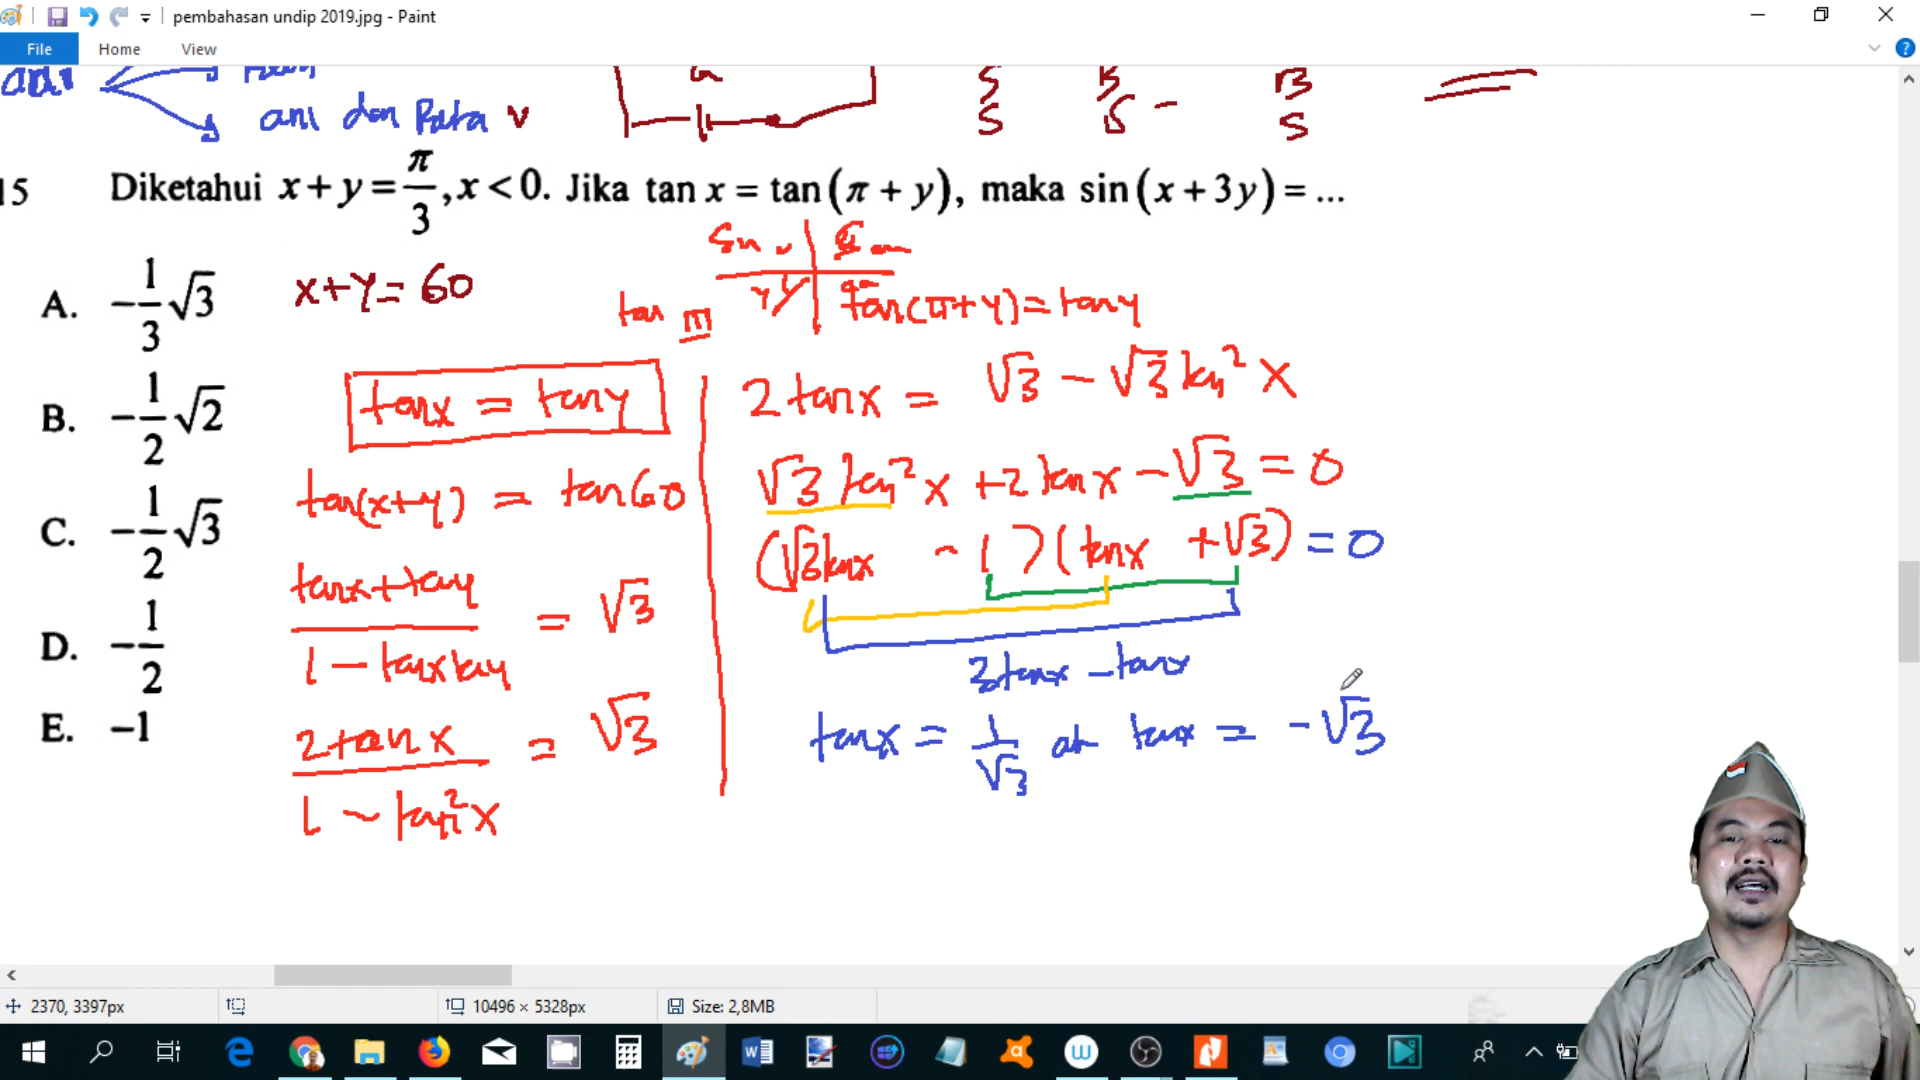 pembahasan undip 2019.jpg - Paint
File Home View
ani dan Rata v
S B B
S S - S
15 Diketahui x + y = π/3, x < 0. Jika tan x = tan(π + y), maka sin(x + 3y) = ...
A. -1/3 √3
B. -1/2 √2
C. -1/2 √3
D. -1/2
E. -1
x+y = 60
tan III
tan(π+y) = tan y
tan x = tan y
tan(x+y) = tan 60
tan x + tan y / 1 - tan x tan y = √3
2 tan x / 1 - tan² x = √3
2 tan x = √3 - √3 tan² x
√3 tan² x + 2 tan x - √3 = 0
(√3 tan x - 1)(tan x + √3) = 0
3 tan x - tan x
tan x = 1/√3 at tan x = -√3
2370, 3397px
10496 × 5328px
Size: 2,8MB